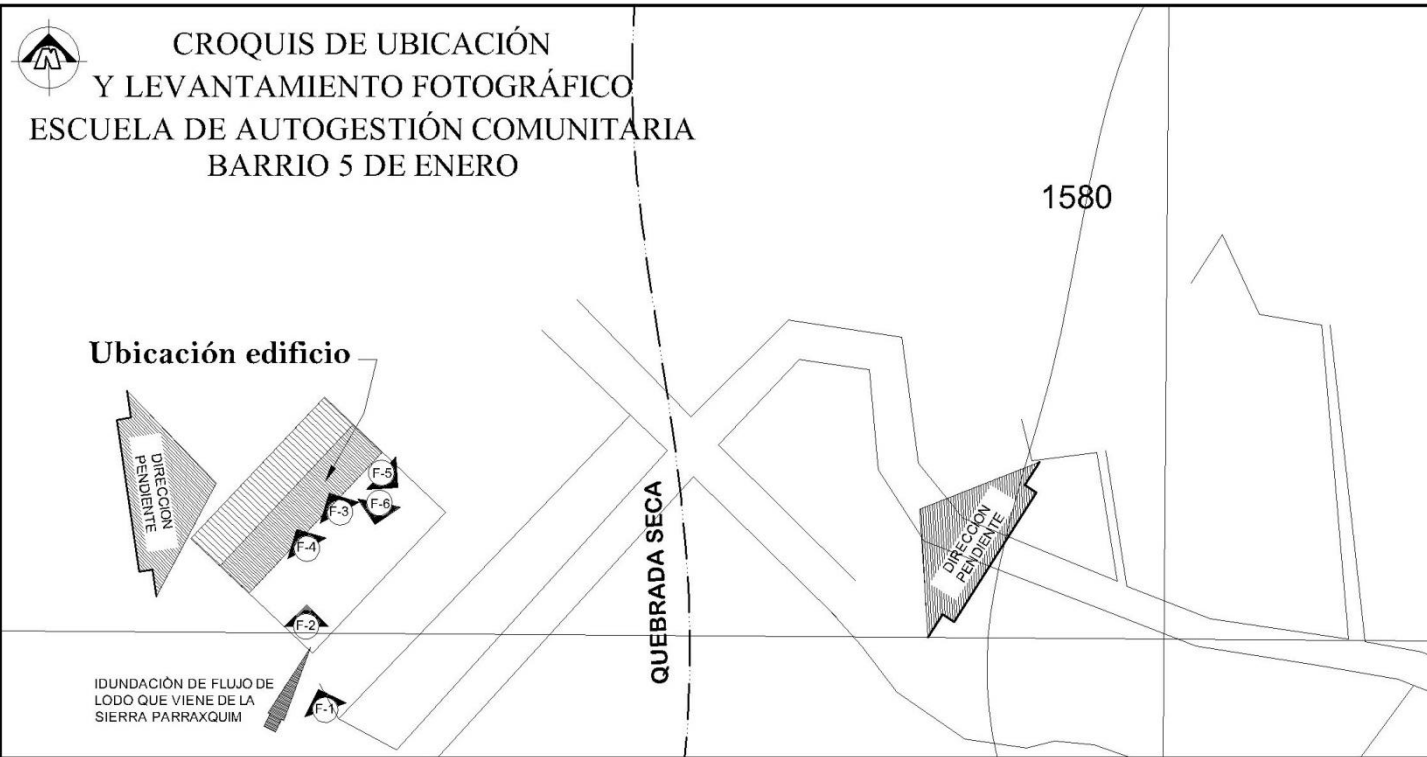 CROQUIS DE UBICACIÓN
Y LEVANTAMIENTO FOTOGRÁFICO
ESCUELA DE AUTOGESTIÓN COMUNITARIA
BARRIO 5 DE ENERO
1580
Ubicación edificio
DIRECCION
PENDIENTE
F-5
F-6
F-3
F-4
F-2
F-1
IDUNDACIÒN DE FLUJO DE
LODO QUE VIENE DE LA
SIERRA PARRAXQUIM
QUEBRADA SECA
DIRECCION
PENDIENTE